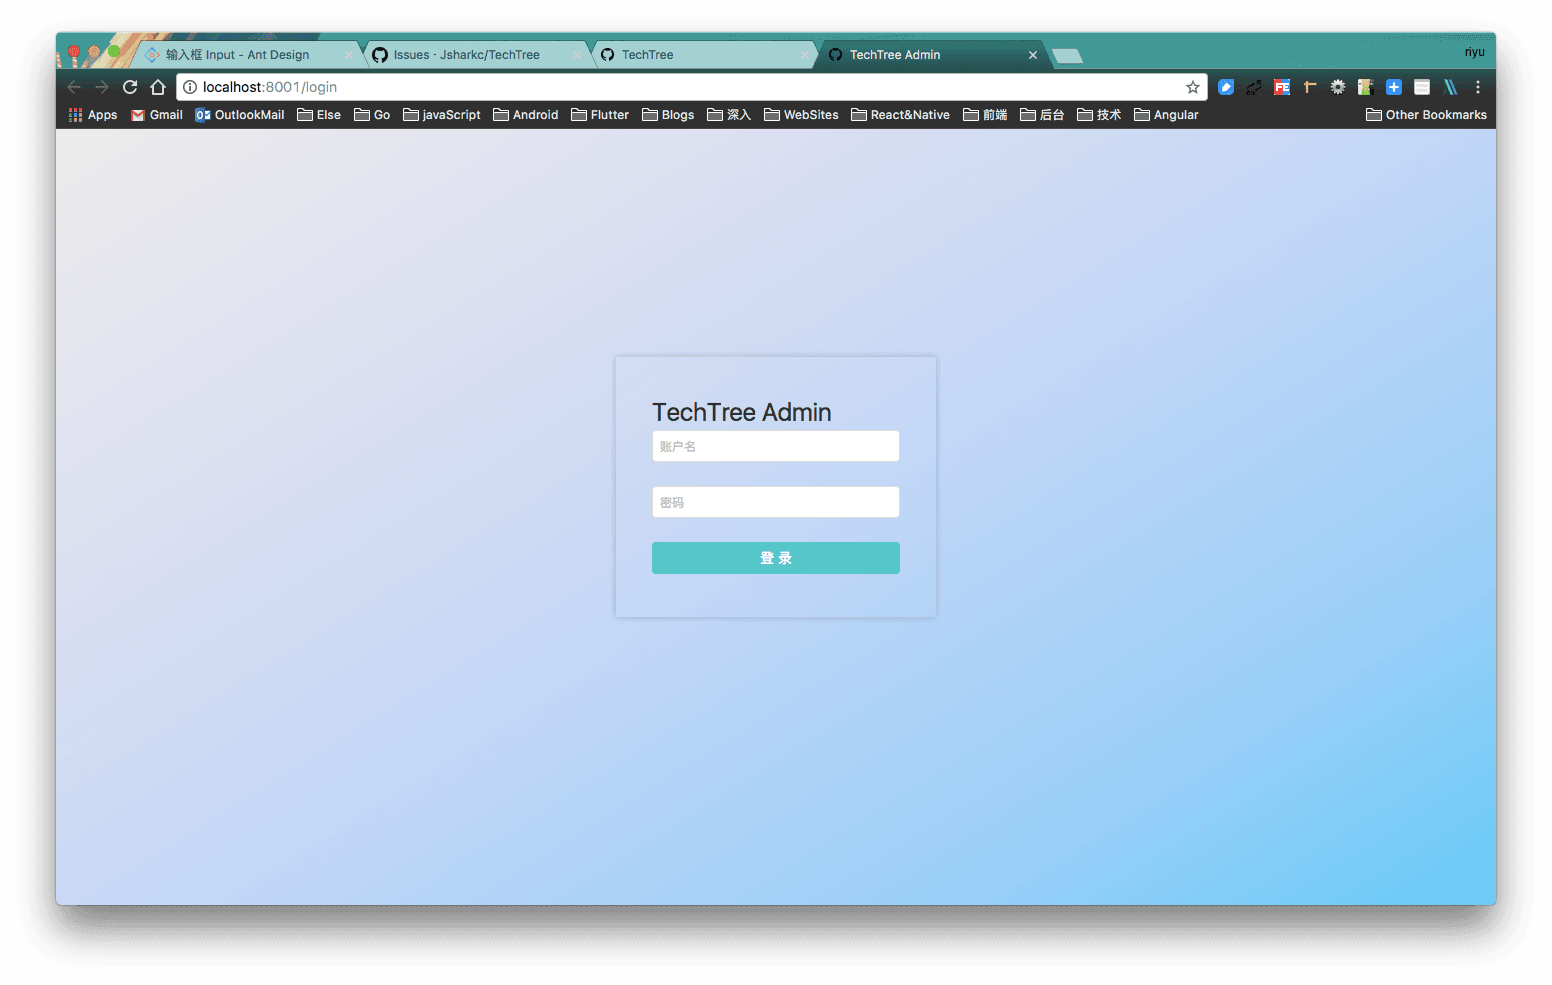 输入框 Input - Ant Design
Issues · Jsharkc/TechTree
TechTree
TechTree Admin
riyu
localhost:8001/login
FE
Apps
Gmail
OutlookMail
Else
Go
javaScript
Android
Flutter
Blogs
深入
WebSites
React&Native
前端
后台
技术
Angular
Other Bookmarks
TechTree Admin
账户名
密码
登 录